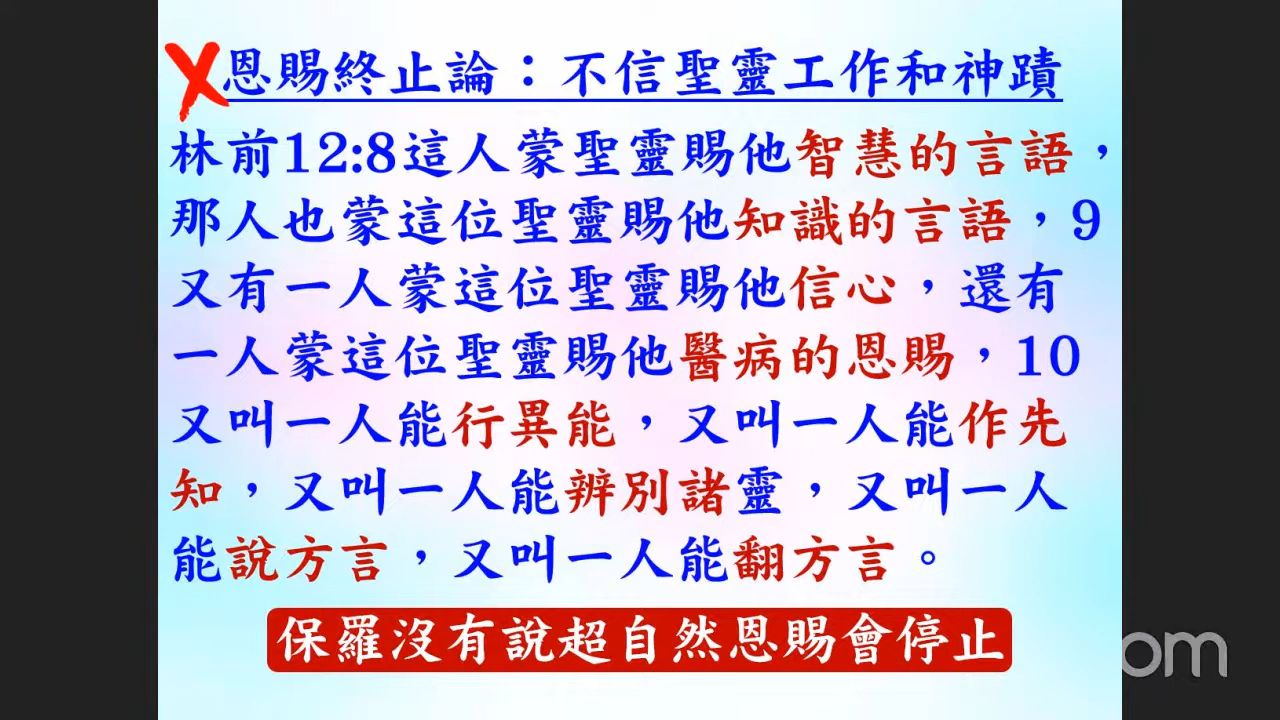 恩賜終止論：不信聖靈工作和神蹟
林前12:8這人蒙聖靈賜他智慧的言語，
那人也蒙這位聖靈賜他知識的言語，9
又有一人蒙這位聖靈賜他信心，還有
一人蒙這位聖靈賜他醫病的恩賜，10
又叫一人能行異能，又叫一人能作先
知，又叫一人能辨別諸靈，又叫一人
能說方言，又叫一人能翻方言。
保羅沒有說超自然恩賜會停止
om